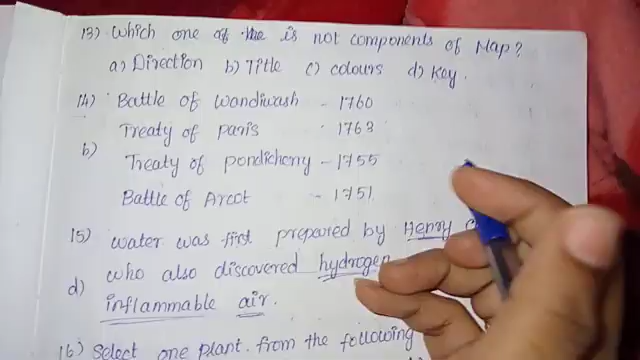 13) which one of the is not components of Map?
a) Direction b) Title c) colours d) Key.
14) Battle of wandiwash - 1760
Treaty of paris 1763
b)
Treaty of pondicherry - 1755
Battle of Arcot - 1751
15) water was first prepared by Henry
who also discovered hydrogen
d)
inflammable air.
16) Select one plant from the following